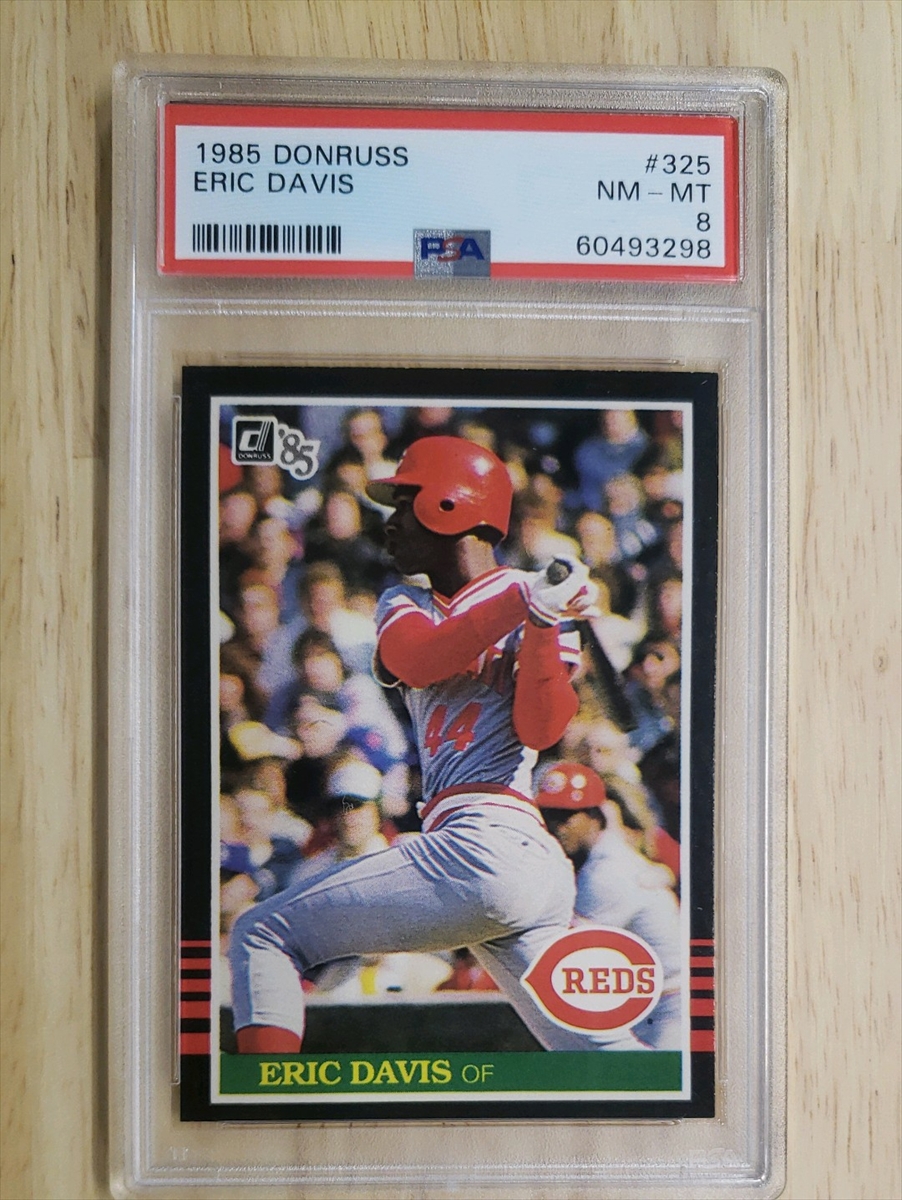 1985 DONRUSS
ERIC DAVIS
#325
NM - MT
8
60493298
PSA
d '85
DONRUSS
44
REDS
ERIC DAVIS OF